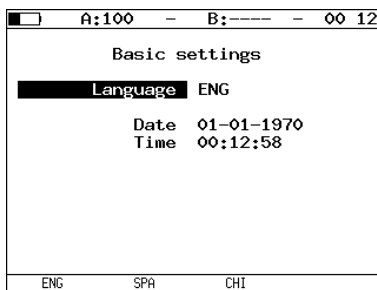 A:100 - B:---- - 00 12
Basic settings
Language ENG
Date 01-01-1970
Time 00:12:58
ENG SPA CHI